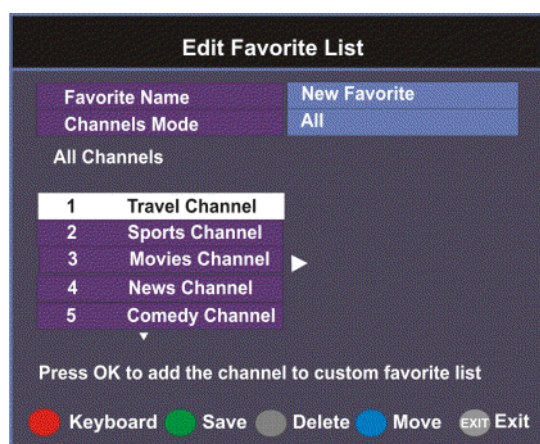 Edit Favorite List
Favorite Name New Favorite
Channels Mode All
All Channels
1 Travel Channel
2 Sports Channel
3 Movies Channel
4 News Channel
5 Comedy Channel
Press OK to add the channel to custom favorite list
Keyboard Save Delete Move EXIT Exit